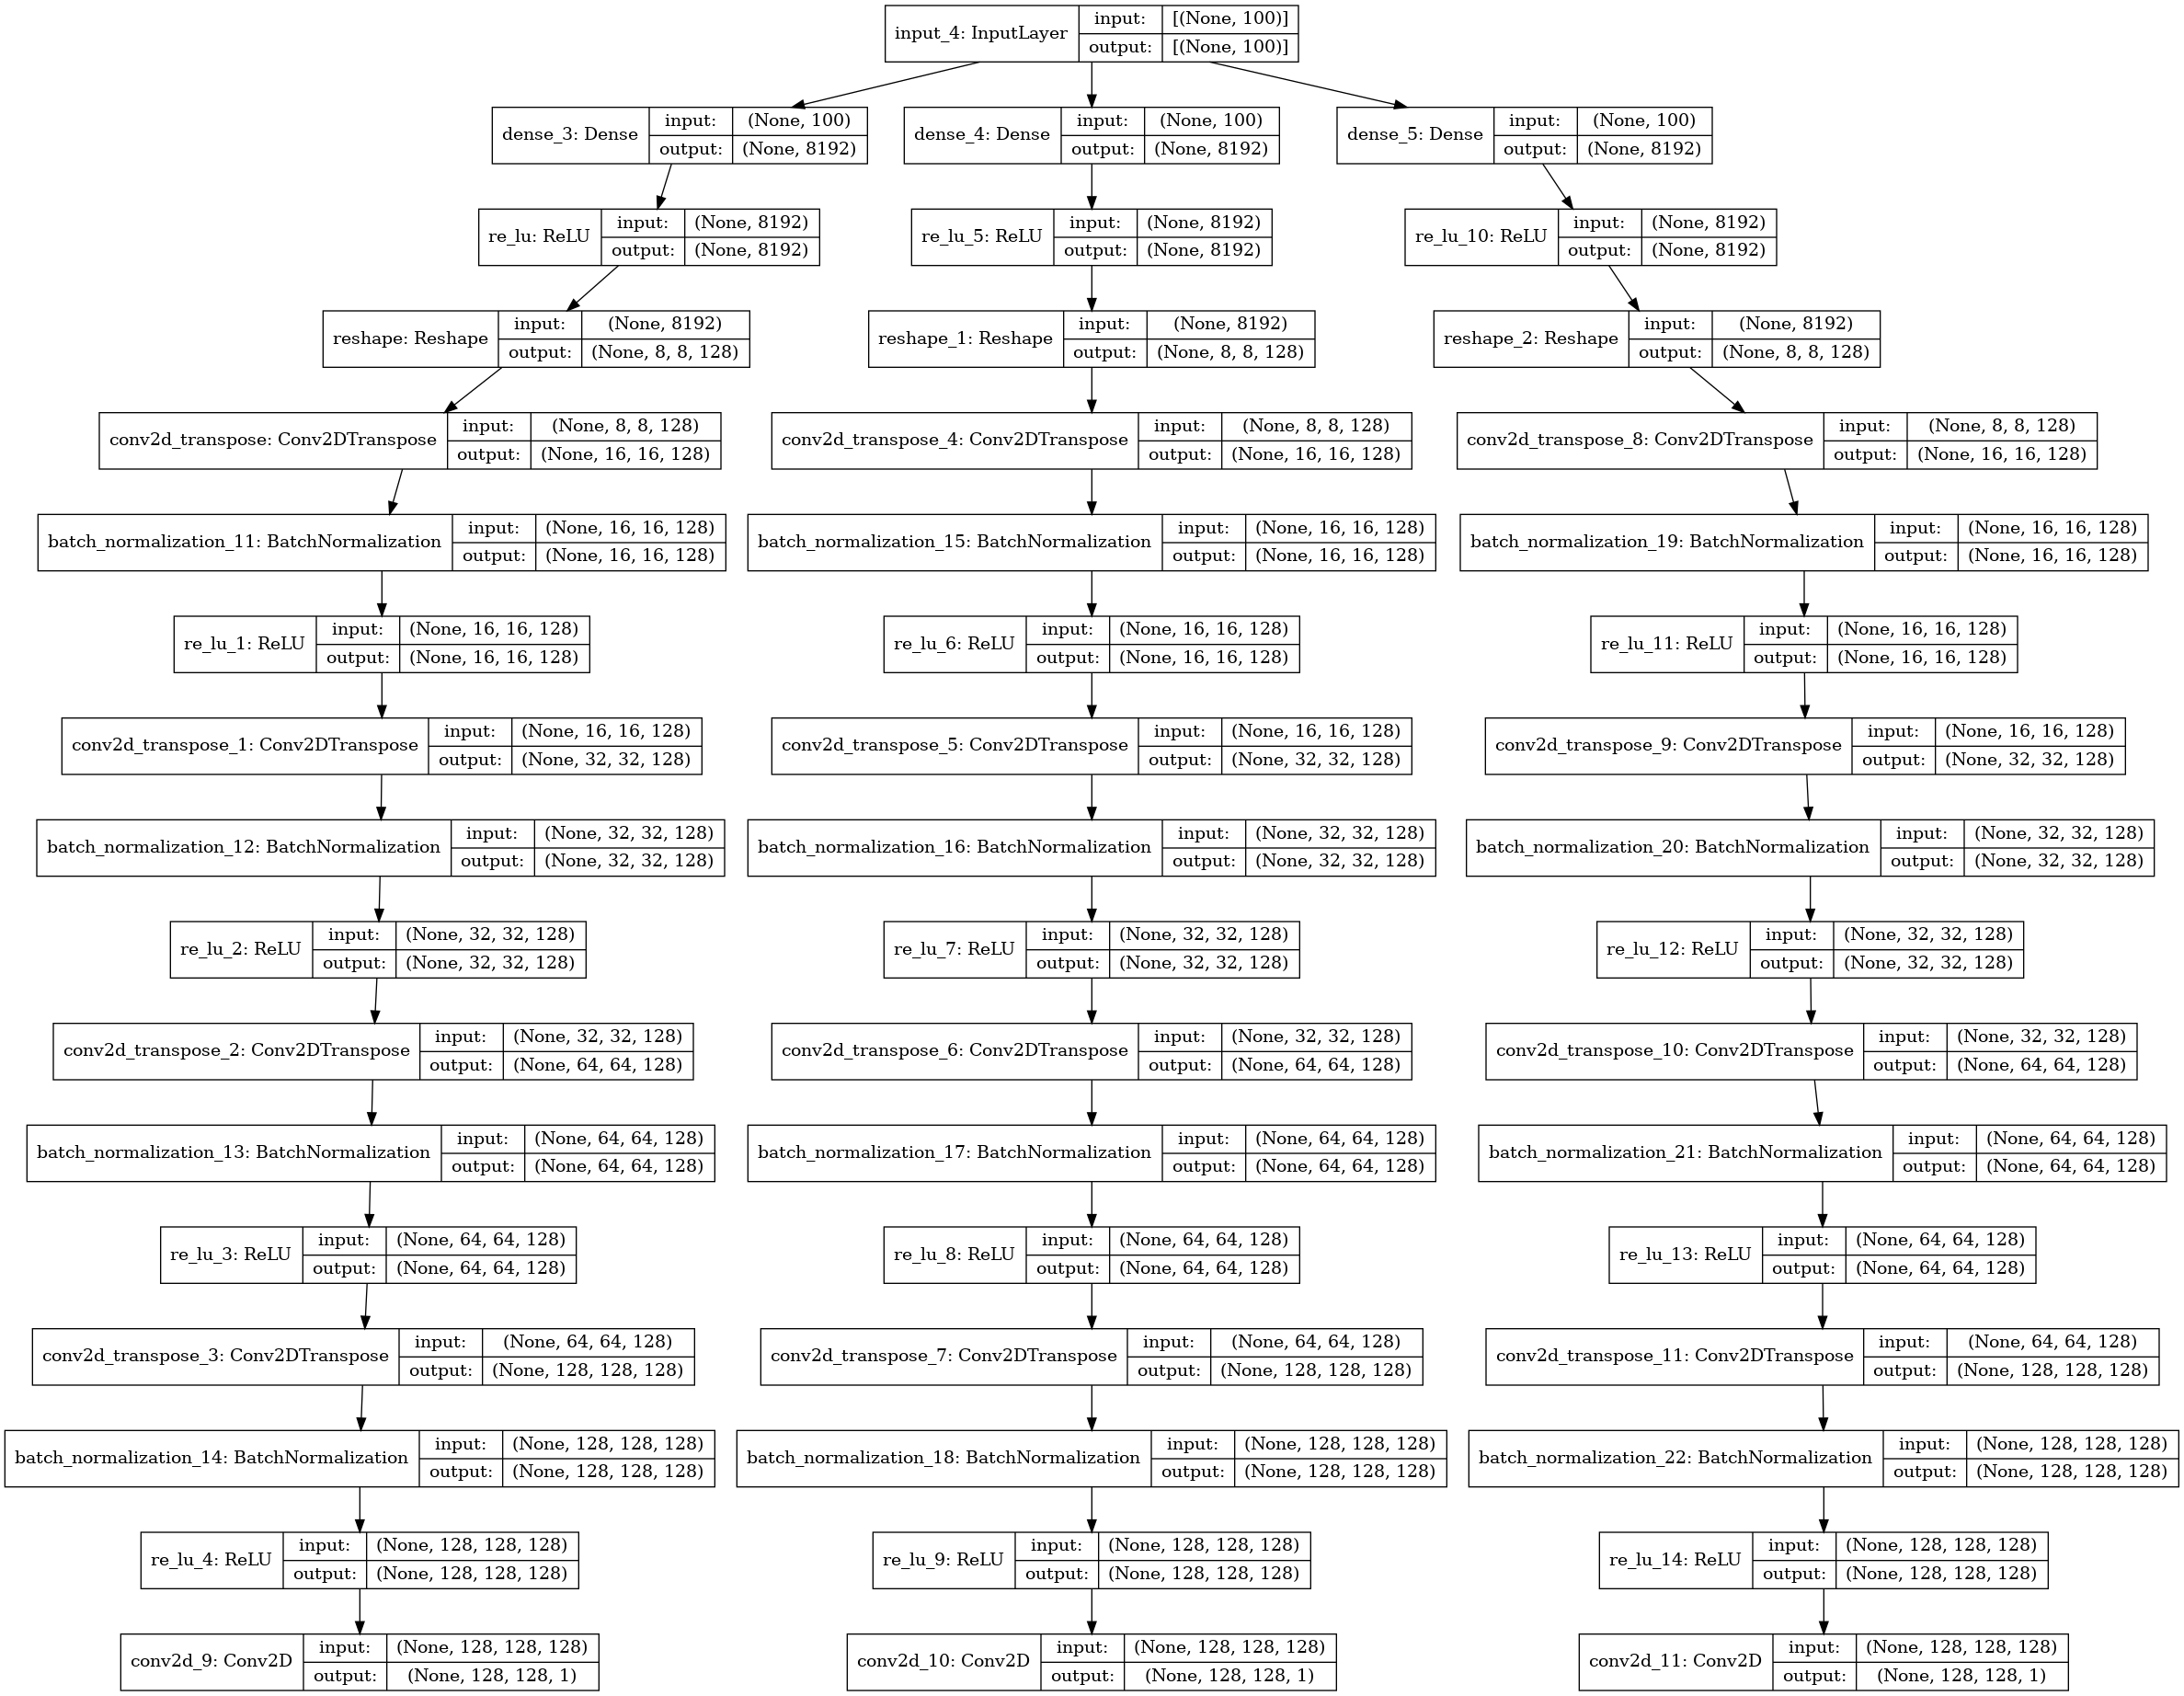 input_4: InputLayer input: [(None, 100)]
output: [(None, 100)]
dense_3: Dense input: (None, 100)
output: (None, 8192)
dense_4: Dense input: (None, 100)
output: (None, 8192)
dense_5: Dense input: (None, 100)
output: (None, 8192)
re_lu: ReLU input: (None, 8192)
output: (None, 8192)
re_lu_5: ReLU input: (None, 8192)
output: (None, 8192)
re_lu_10: ReLU input: (None, 8192)
output: (None, 8192)
reshape: Reshape input: (None, 8192)
output: (None, 8, 8, 128)
reshape_1: Reshape input: (None, 8192)
output: (None, 8, 8, 128)
reshape_2: Reshape input: (None, 8192)
output: (None, 8, 8, 128)
conv2d_transpose: Conv2DTranspose input: (None, 8, 8, 128)
output: (None, 16, 16, 128)
conv2d_transpose_4: Conv2DTranspose input: (None, 8, 8, 128)
output: (None, 16, 16, 128)
conv2d_transpose_8: Conv2DTranspose input: (None, 8, 8, 128)
output: (None, 16, 16, 128)
batch_normalization_11: BatchNormalization input: (None, 16, 16, 128)
output: (None, 16, 16, 128)
batch_normalization_15: BatchNormalization input: (None, 16, 16, 128)
output: (None, 16, 16, 128)
batch_normalization_19: BatchNormalization input: (None, 16, 16, 128)
output: (None, 16, 16, 128)
re_lu_1: ReLU input: (None, 16, 16, 128)
output: (None, 16, 16, 128)
re_lu_6: ReLU input: (None, 16, 16, 128)
output: (None, 16, 16, 128)
re_lu_11: ReLU input: (None, 16, 16, 128)
output: (None, 16, 16, 128)
conv2d_transpose_1: Conv2DTranspose input: (None, 16, 16, 128)
output: (None, 32, 32, 128)
conv2d_transpose_5: Conv2DTranspose input: (None, 16, 16, 128)
output: (None, 32, 32, 128)
conv2d_transpose_9: Conv2DTranspose input: (None, 16, 16, 128)
output: (None, 32, 32, 128)
batch_normalization_12: BatchNormalization input: (None, 32, 32, 128)
output: (None, 32, 32, 128)
batch_normalization_16: BatchNormalization input: (None, 32, 32, 128)
output: (None, 32, 32, 128)
batch_normalization_20: BatchNormalization input: (None, 32, 32, 128)
output: (None, 32, 32, 128)
re_lu_2: ReLU input: (None, 32, 32, 128)
output: (None, 32, 32, 128)
re_lu_7: ReLU input: (None, 32, 32, 128)
output: (None, 32, 32, 128)
re_lu_12: ReLU input: (None, 32, 32, 128)
output: (None, 32, 32, 128)
conv2d_transpose_2: Conv2DTranspose input: (None, 32, 32, 128)
output: (None, 64, 64, 128)
conv2d_transpose_6: Conv2DTranspose input: (None, 32, 32, 128)
output: (None, 64, 64, 128)
conv2d_transpose_10: Conv2DTranspose input: (None, 32, 32, 128)
output: (None, 64, 64, 128)
batch_normalization_13: BatchNormalization input: (None, 64, 64, 128)
output: (None, 64, 64, 128)
batch_normalization_17: BatchNormalization input: (None, 64, 64, 128)
output: (None, 64, 64, 128)
batch_normalization_21: BatchNormalization input: (None, 64, 64, 128)
output: (None, 64, 64, 128)
re_lu_3: ReLU input: (None, 64, 64, 128)
output: (None, 64, 64, 128)
re_lu_8: ReLU input: (None, 64, 64, 128)
output: (None, 64, 64, 128)
re_lu_13: ReLU input: (None, 64, 64, 128)
output: (None, 64, 64, 128)
conv2d_transpose_3: Conv2DTranspose input: (None, 64, 64, 128)
output: (None, 128, 128, 128)
conv2d_transpose_7: Conv2DTranspose input: (None, 64, 64, 128)
output: (None, 128, 128, 128)
conv2d_transpose_11: Conv2DTranspose input: (None, 64, 64, 128)
output: (None, 128, 128, 128)
batch_normalization_14: BatchNormalization input: (None, 128, 128, 128)
output: (None, 128, 128, 128)
batch_normalization_18: BatchNormalization input: (None, 128, 128, 128)
output: (None, 128, 128, 128)
batch_normalization_22: BatchNormalization input: (None, 128, 128, 128)
output: (None, 128, 128, 128)
re_lu_4: ReLU input: (None, 128, 128, 128)
output: (None, 128, 128, 128)
re_lu_9: ReLU input: (None, 128, 128, 128)
output: (None, 128, 128, 128)
re_lu_14: ReLU input: (None, 128, 128, 128)
output: (None, 128, 128, 128)
conv2d_9: Conv2D input: (None, 128, 128, 128)
output: (None, 128, 128, 1)
conv2d_10: Conv2D input: (None, 128, 128, 128)
output: (None, 128, 128, 1)
conv2d_11: Conv2D input: (None, 128, 128, 128)
output: (None, 128, 128, 1)